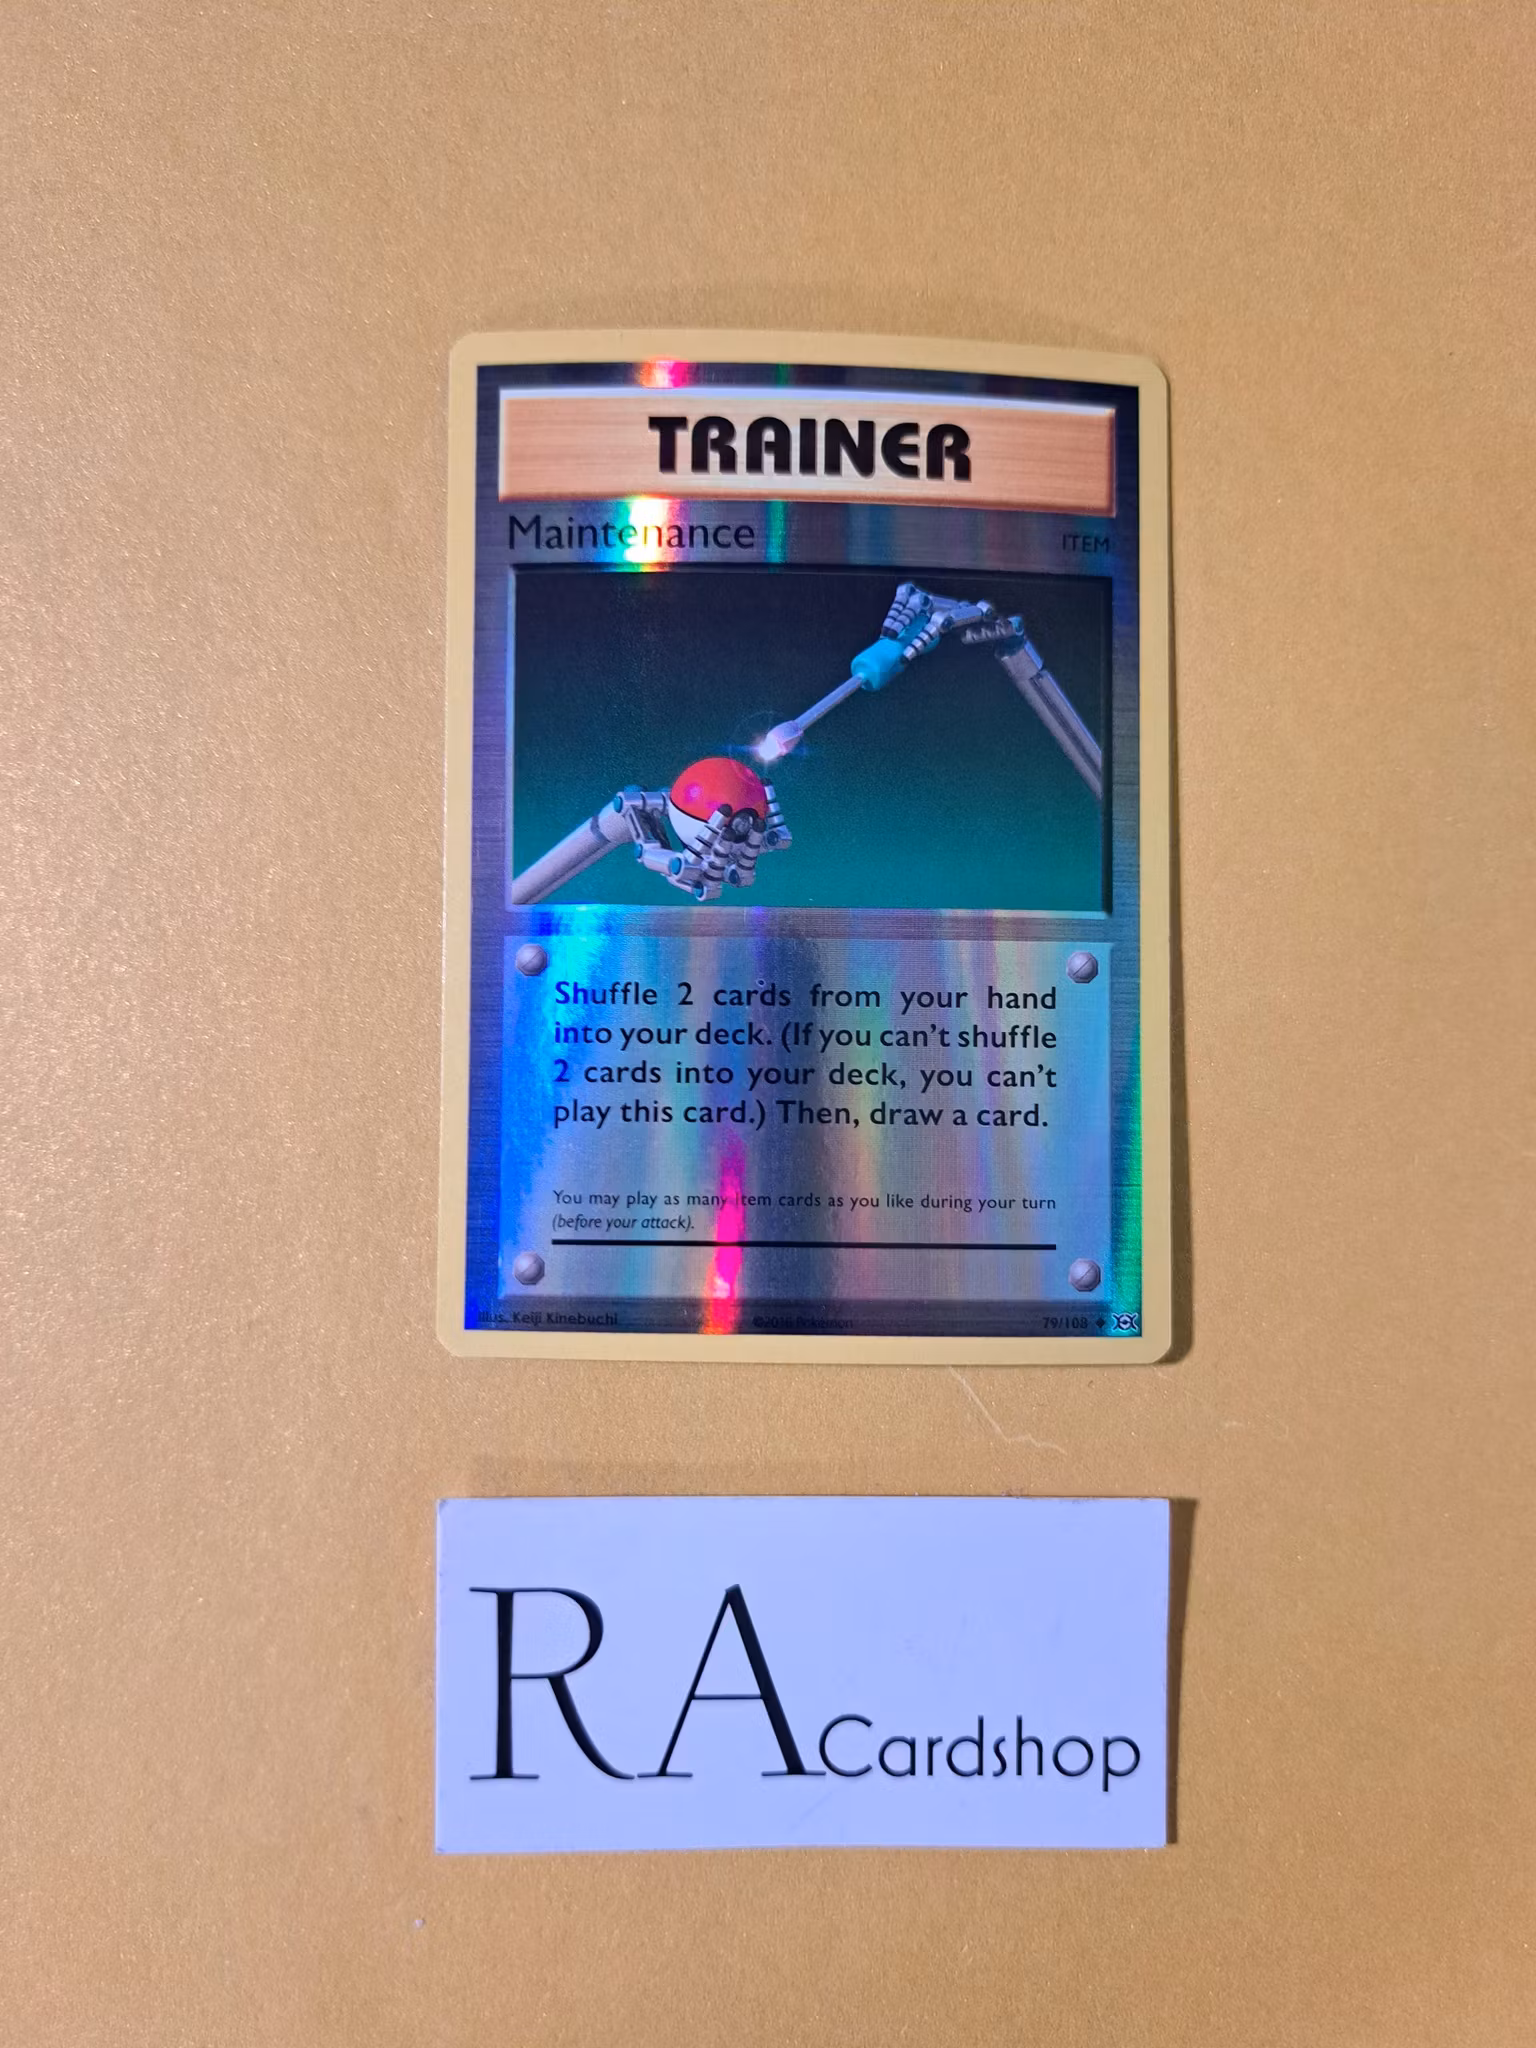 TRAINER
Maintenance
ITEM
Shuffle 2 cards from your hand
into your deck. (If you can't shuffle
2 cards into your deck, you can't
play this card.) Then, draw a card.
You may play as many item cards as you like during your turn
(before your attack).
Illus. Keiji Kinebuchi
©2016 Pokémon
79/108
RA Cardshop